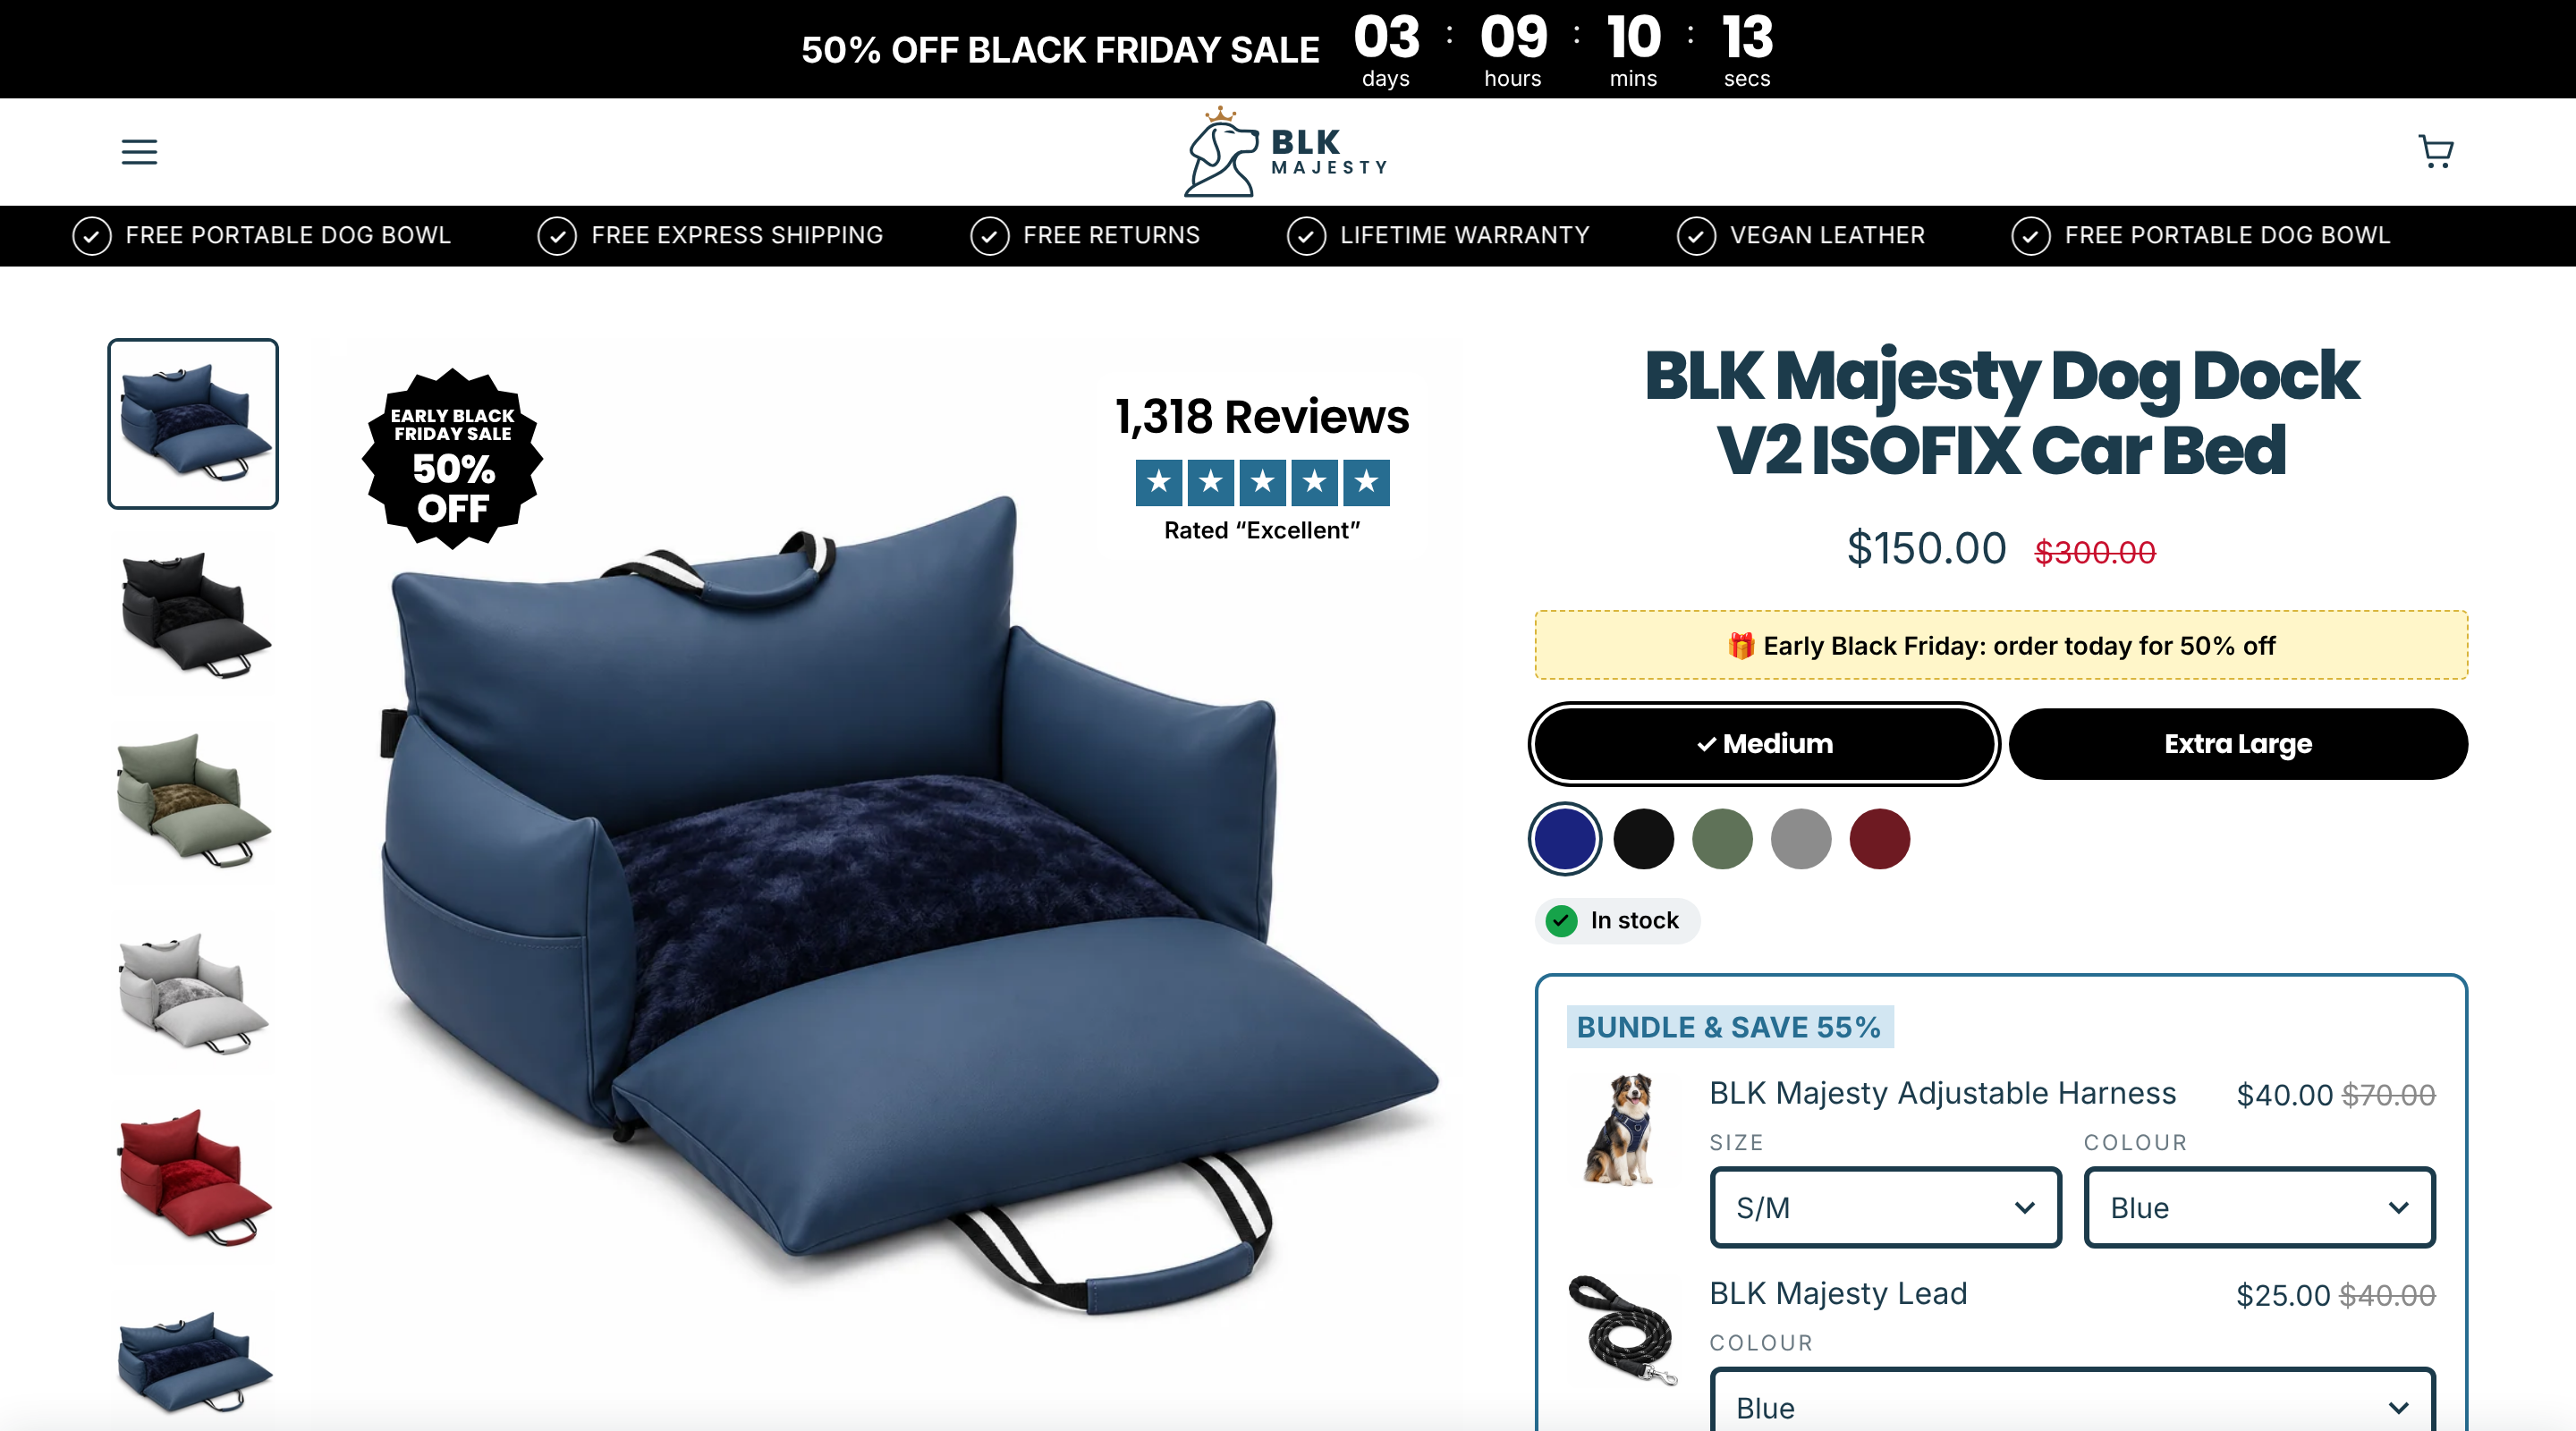 50% OFF BLACK FRIDAY SALE
03 : 09 : 10 : 13
days hours mins secs
BLK
MAJESTY
FREE PORTABLE DOG BOWL FREE EXPRESS SHIPPING FREE RETURNS LIFETIME WARRANTY VEGAN LEATHER FREE PORTABLE DOG BOWL
EARLY BLACK
FRIDAY SALE
50%
OFF
1,318 Reviews
Rated “Excellent”
BLK Majesty Dog Dock
V2 ISOFIX Car Bed
$150.00 $300.00
🎁 Early Black Friday: order today for 50% off
✓ Medium
Extra Large
In stock
BUNDLE & SAVE 55%
BLK Majesty Adjustable Harness $40.00 $70.00
SIZE COLOUR
S/M Blue
BLK Majesty Lead $25.00 $40.00
COLOUR
Blue